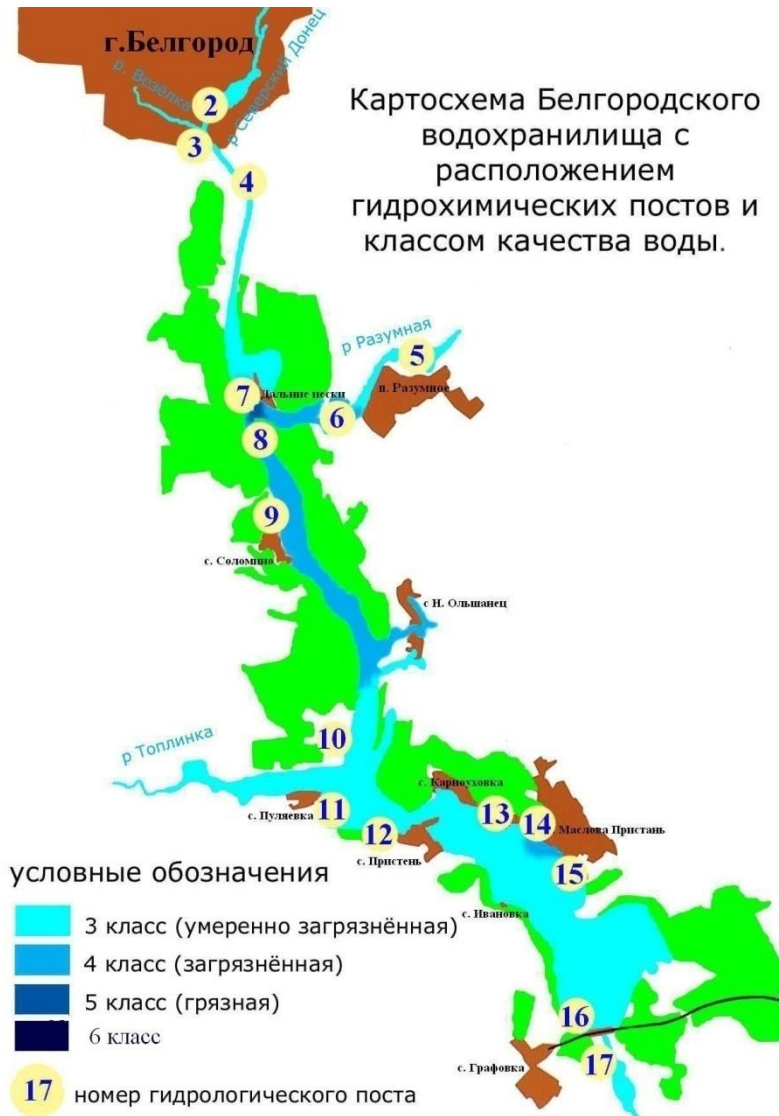 г.Белгород
р. Везёлка
р Северский Донец
2
3
4
Картосхема Белгородского
водохранилища с
расположением
гидрохимических постов и
классом качества воды.
р Разумная
5
п. Разумное
7
Дальние пески
6
8
9
с. Соломино
с Н. Ольшанец
10
р Топлинка
с. Карноуховка
11
с. Пуляевка
13
14
12
Маслова Пристань
с. Пристень
15
с. Ивановка
16
17
с. Графовка
условные обозначения
3 класс (умеренно загрязнённая)
4 класс (загрязнённая)
5 класс (грязная)
6 класс
17 номер гидрологического поста